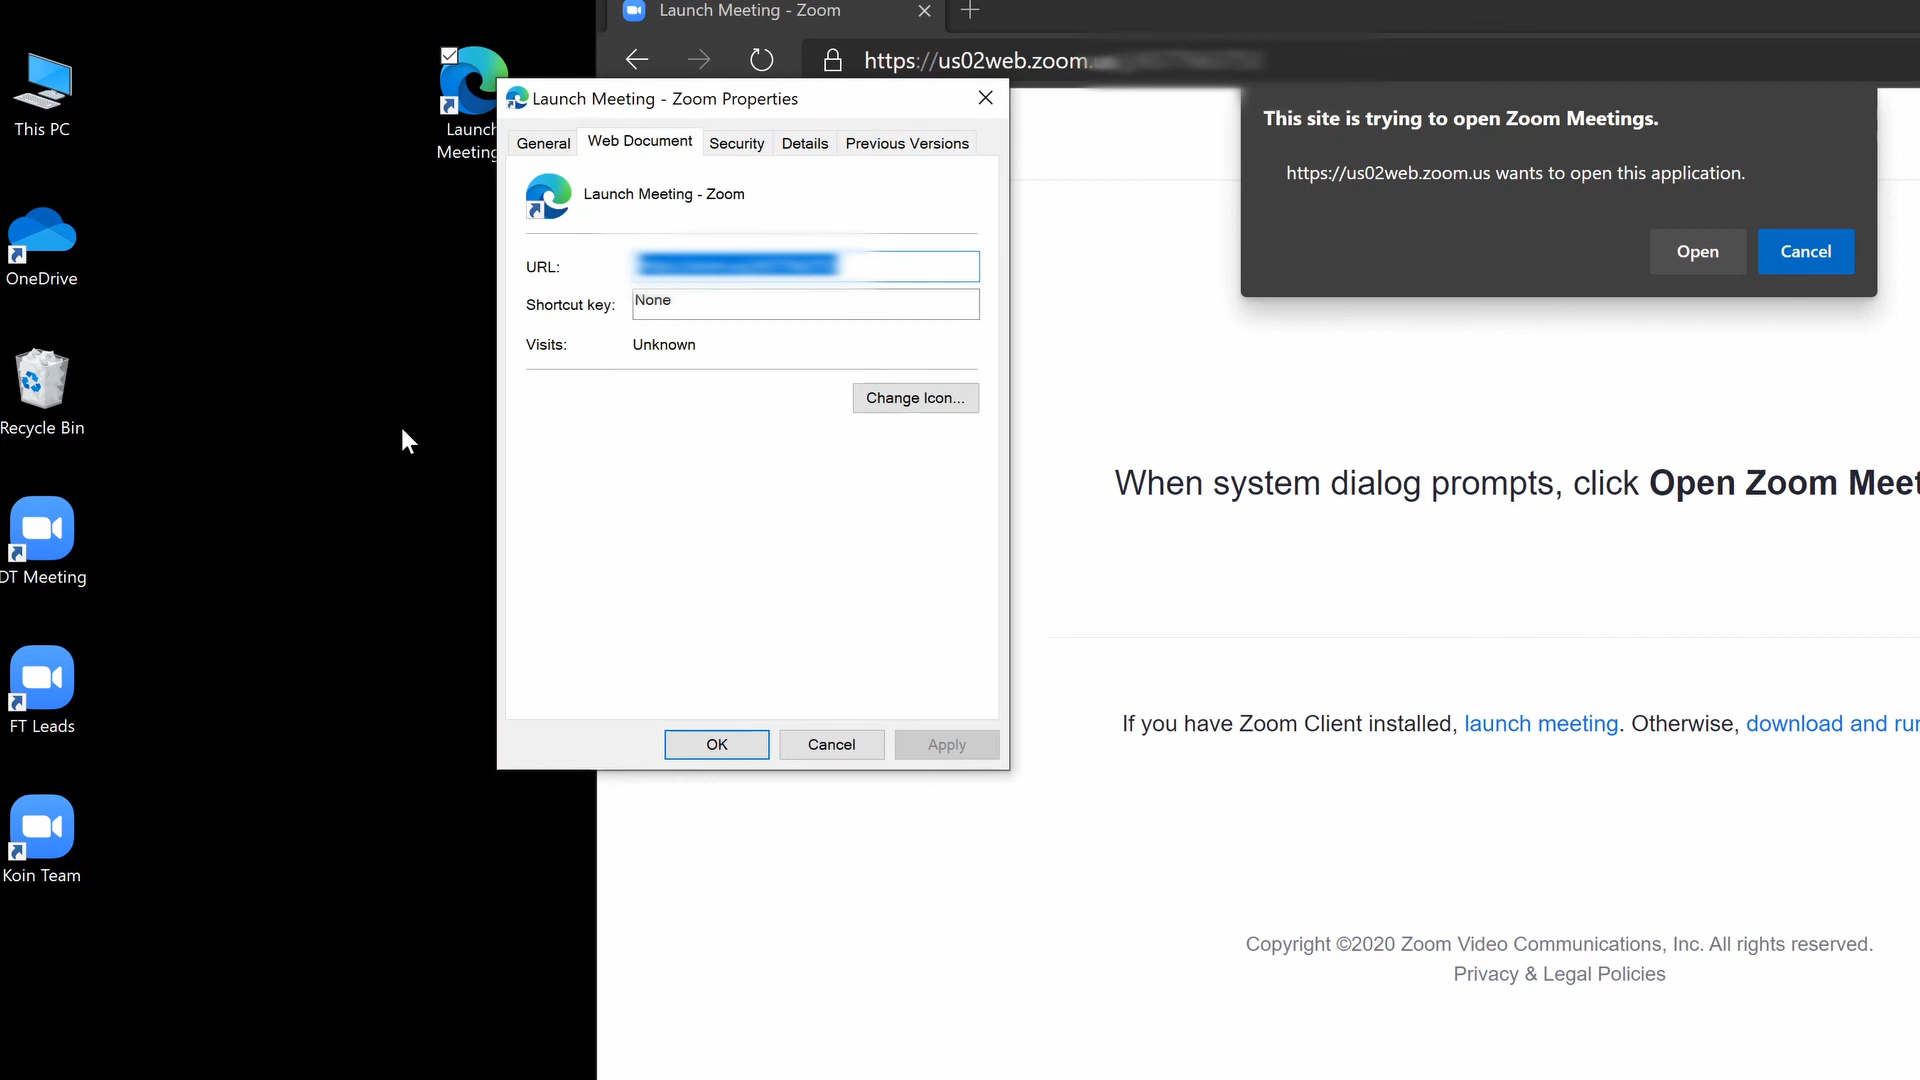 This PC
OneDrive
Recycle Bin
DT Meeting
FT Leads
Koin Team
Launch
Meeting
Launch Meeting - Zoom
https://us02web.zoom.
Launch Meeting - Zoom Properties
General
Web Document
Security
Details
Previous Versions
Launch Meeting - Zoom
URL:
Shortcut key: None
Visits: Unknown
Change Icon...
OK
Cancel
Apply
This site is trying to open Zoom Meetings.
https://us02web.zoom.us wants to open this application.
Open
Cancel
When system dialog prompts, click Open Zoom Meet
If you have Zoom Client installed, launch meeting. Otherwise, download and run
Copyright ©2020 Zoom Video Communications, Inc. All rights reserved.
Privacy & Legal Policies